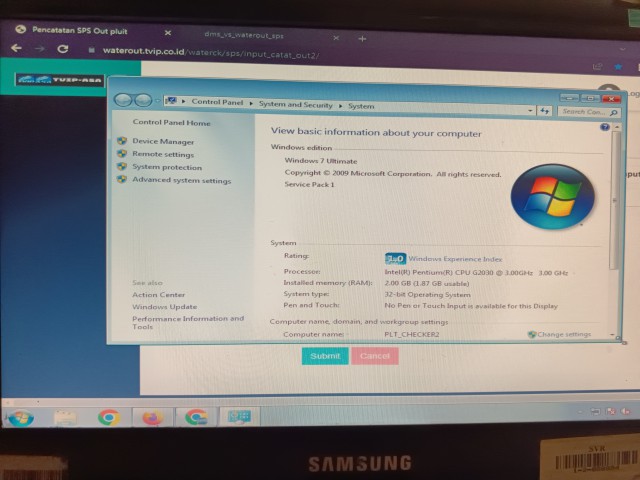 Pencatatan SPS Out pluit
dms_vs_waterout_sps
waterout.tvip.co.id/waterck/sps/input_catat_out2/
TVIP-ASA
Control Panel ▸ System and Security ▸ System
Search Con...
Control Panel Home
Device Manager
Remote settings
System protection
Advanced system settings
See also
Action Center
Windows Update
Performance Information and
Tools
View basic information about your computer
Windows edition
Windows 7 Ultimate
Copyright © 2009 Microsoft Corporation. All rights reserved.
Service Pack 1
System
Rating: Windows Experience Index
Processor: Intel(R) Pentium(R) CPU G2030 @ 3.00GHz 3.00 GHz
Installed memory (RAM): 2.00 GB (1.87 GB usable)
System type: 32-bit Operating System
Pen and Touch: No Pen or Touch Input is available for this Display
Computer name, domain, and workgroup settings
Computer name: PLT_CHECKER2
Change settings
Submit Cancel
SAMSUNG